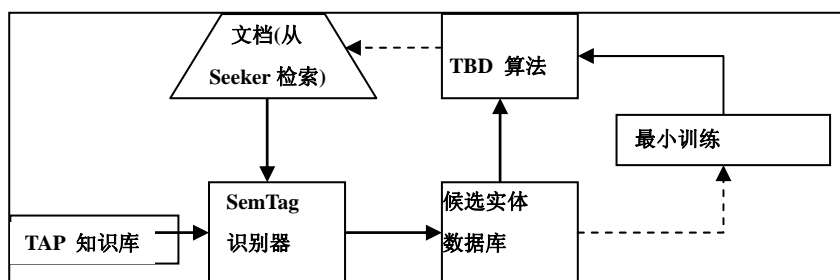 文档(从
Seeker 检索)
TBD 算法
最小训练
SemTag
识别器
候选实体
数据库
TAP 知识库